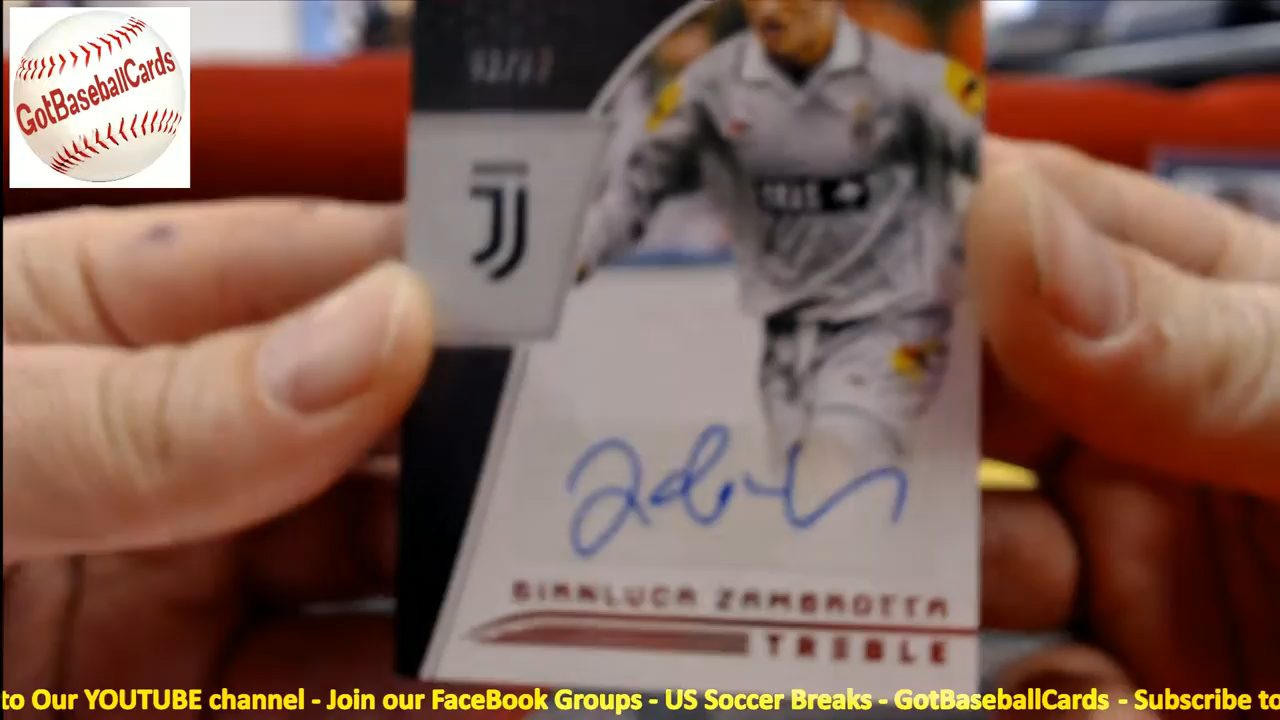 GotBaseballCards
GIANLUCA ZAMBROTTA
TREBLE
to Our YOUTUBE channel - Join our FaceBook Groups - US Soccer Breaks - GotBaseballCards - Subscribe to